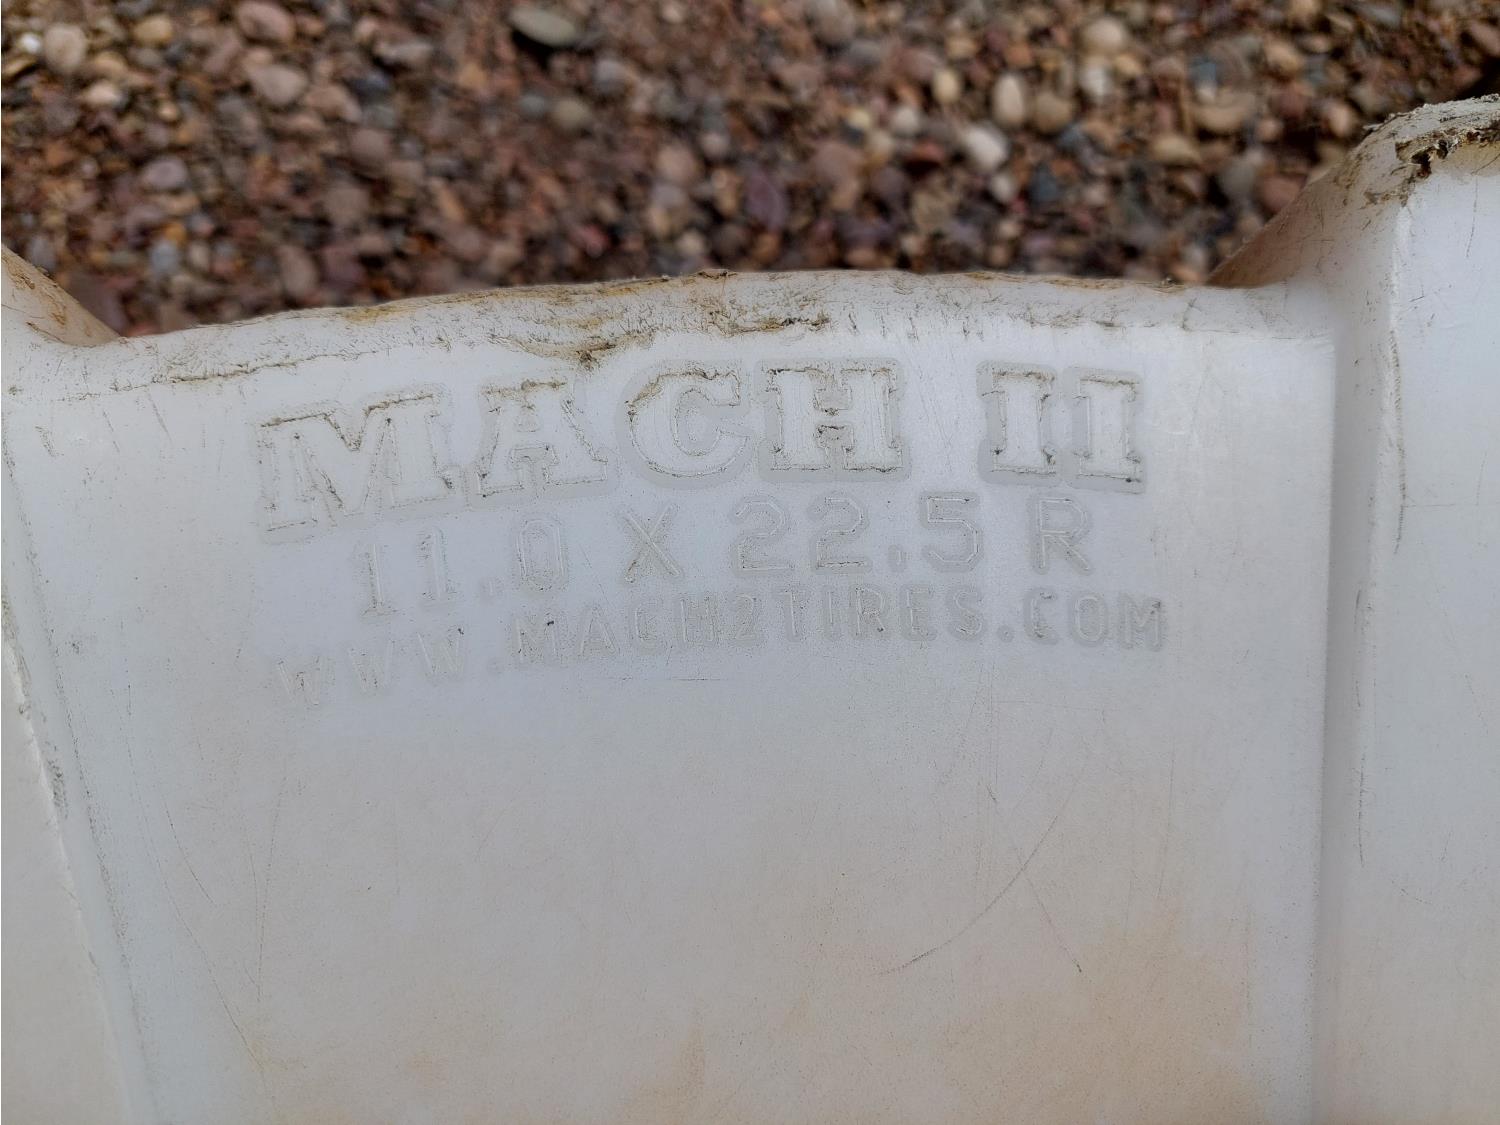 MACH II
11.0 X 22.5 R
WWW.MACH2TIRES.COM